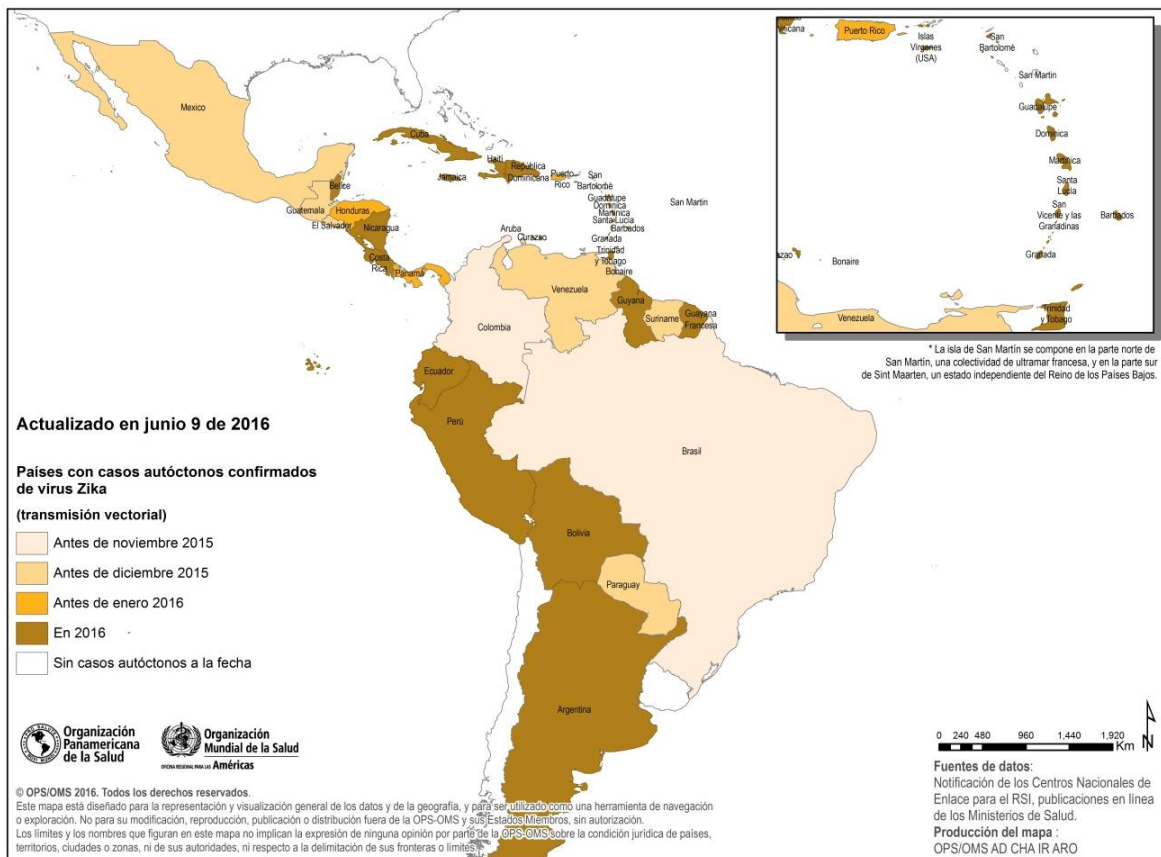 Mexico
Cuba
Haití
República
Dominicana
Jamaica
Puerto
Rico
San
Bartolomé
Guadalupe
Dominica
Martinica
Santa Lucía
Barbados
San Martin
Belice
Guatemala
Honduras
El Salvador
Nicaragua
Aruba
Curazao
Granada
Trinidad
y Tobago
Bonaire
Costa
Rica
Panamá
Venezuela
Guyana
Suriname
Guayana
Francesa
Colombia
Ecuador
Perú
Brasil
Bolivia
Paraguay
Argentina
Puerto Rico
Islas
Virgenes
(USA)
San
Bartolomé
San Martin
Guadalupe
Dominica
Martinica
Santa
Lucía
San
Vicente y las
Granadinas
Barbados
Granada
Bonaire
Venezuela
Trinidad
y Tobago
* La isla de San Martín se compone en la parte norte de
San Martín, una colectividad de ultramar francesa, y en la parte sur
de Sint Maarten, un estado independiente del Reino de los Países Bajos.
Actualizado en junio 9 de 2016
Países con casos autóctonos confirmados
de virus Zika
(transmisión vectorial)
Antes de noviembre 2015
Antes de diciembre 2015
Antes de enero 2016
En 2016
Sin casos autóctonos a la fecha
Organización
Panamericana
de la Salud
Organización
Mundial de la Salud
OFICINA REGIONAL PARA LAS Américas
© OPS/OMS 2016. Todos los derechos reservados.
Este mapa está diseñado para la representación y visualización general de los datos y de la geografía, y para ser utilizado como una herramienta de navegación
o exploración. No para su modificación, reproducción, publicación o distribución fuera de la OPS-OMS y sus Estados Miembros, sin autorización.
Los límites y los nombres que figuran en este mapa no implican la expresión de ninguna opinión por parte de la OPS-OMS sobre la condición jurídica de países,
territorios, ciudades o zonas, ni de sus autoridades, ni respecto a la delimitación de sus fronteras o límites
N
0 240 480 960 1,440 1,920
Km
Fuentes de datos:
Notificación de los Centros Nacionales de
Enlace para el RSI, publicaciones en línea
de los Ministerios de Salud.
Producción del mapa :
OPS/OMS AD CHA IR ARO